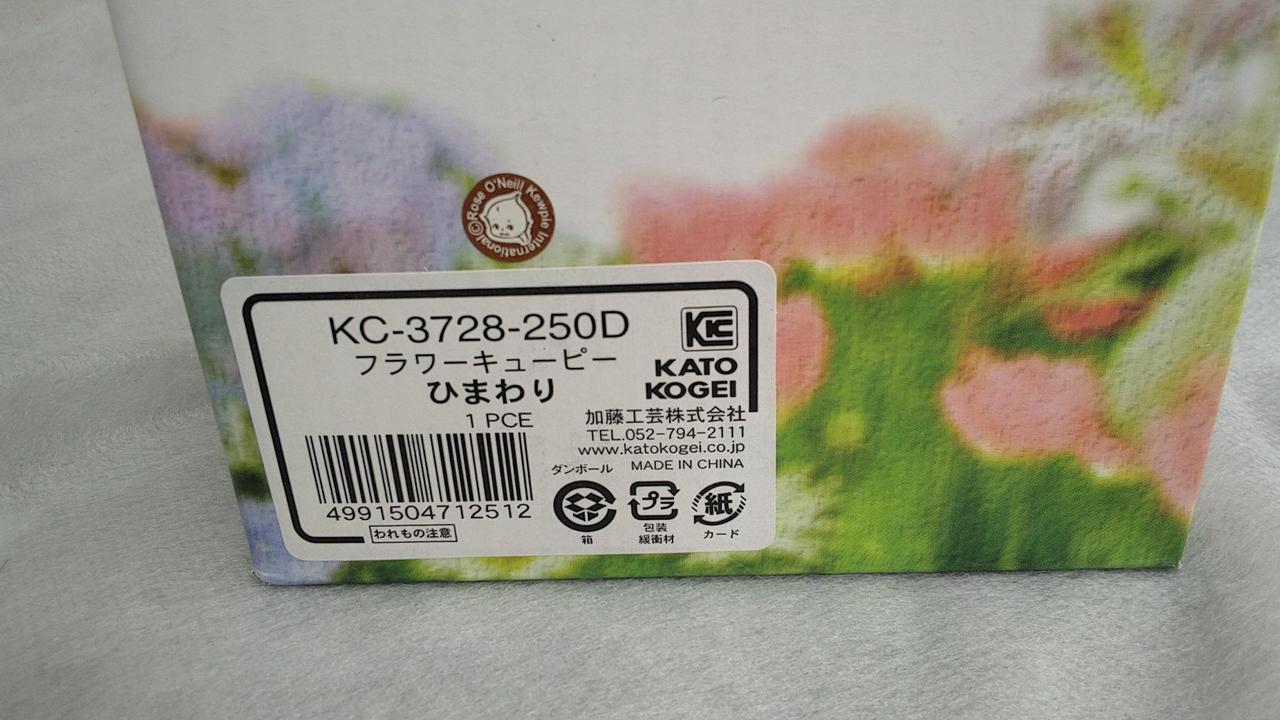 ©Rose O'Neill Kewpie International
KC-3728-250D
フラワーキューピー
ひまわり
1 PCE
KC
KATO
KOGEI
加藤工芸株式会社
TEL.052-794-2111
www.katokogei.co.jp
MADE IN CHINA
4991504712512
われもの注意
ダンボール
箱
プラ
包装
緩衝材
紙
カード